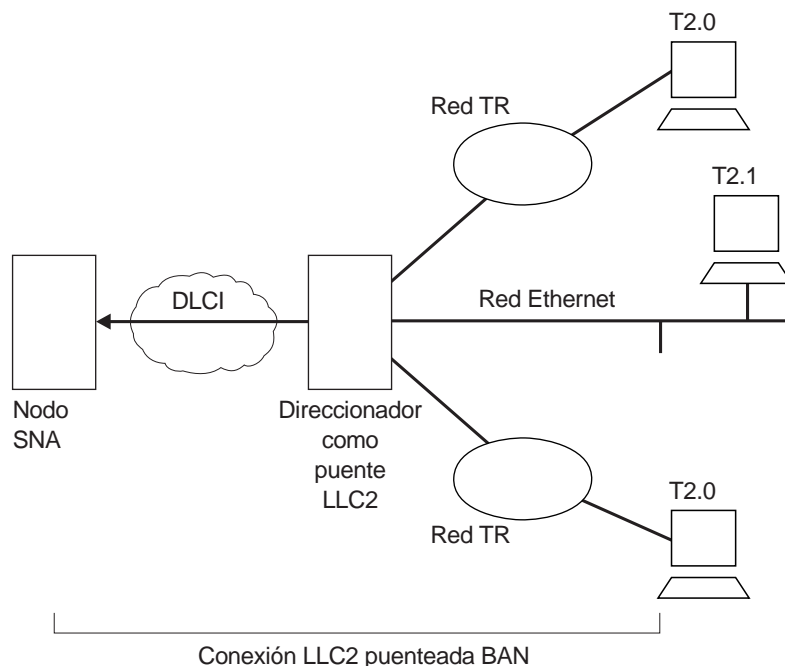 T2.0
Red TR
T2.1
DLCI
Red Ethernet
Nodo
SNA
Direccionador
como
puente
LLC2
T2.0
Red TR
Conexión LLC2 puenteada BAN